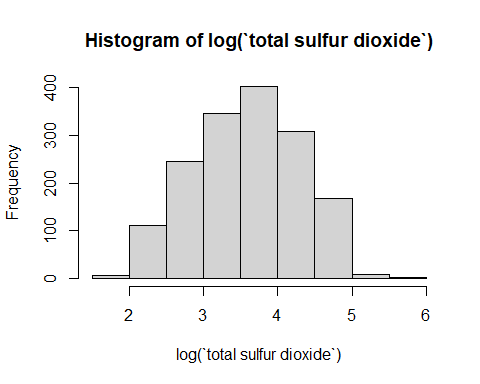 Histogram of log(`total sulfur dioxide`)
Frequency
400
300
200
100
0
2 3 4 5 6
log(`total sulfur dioxide`)